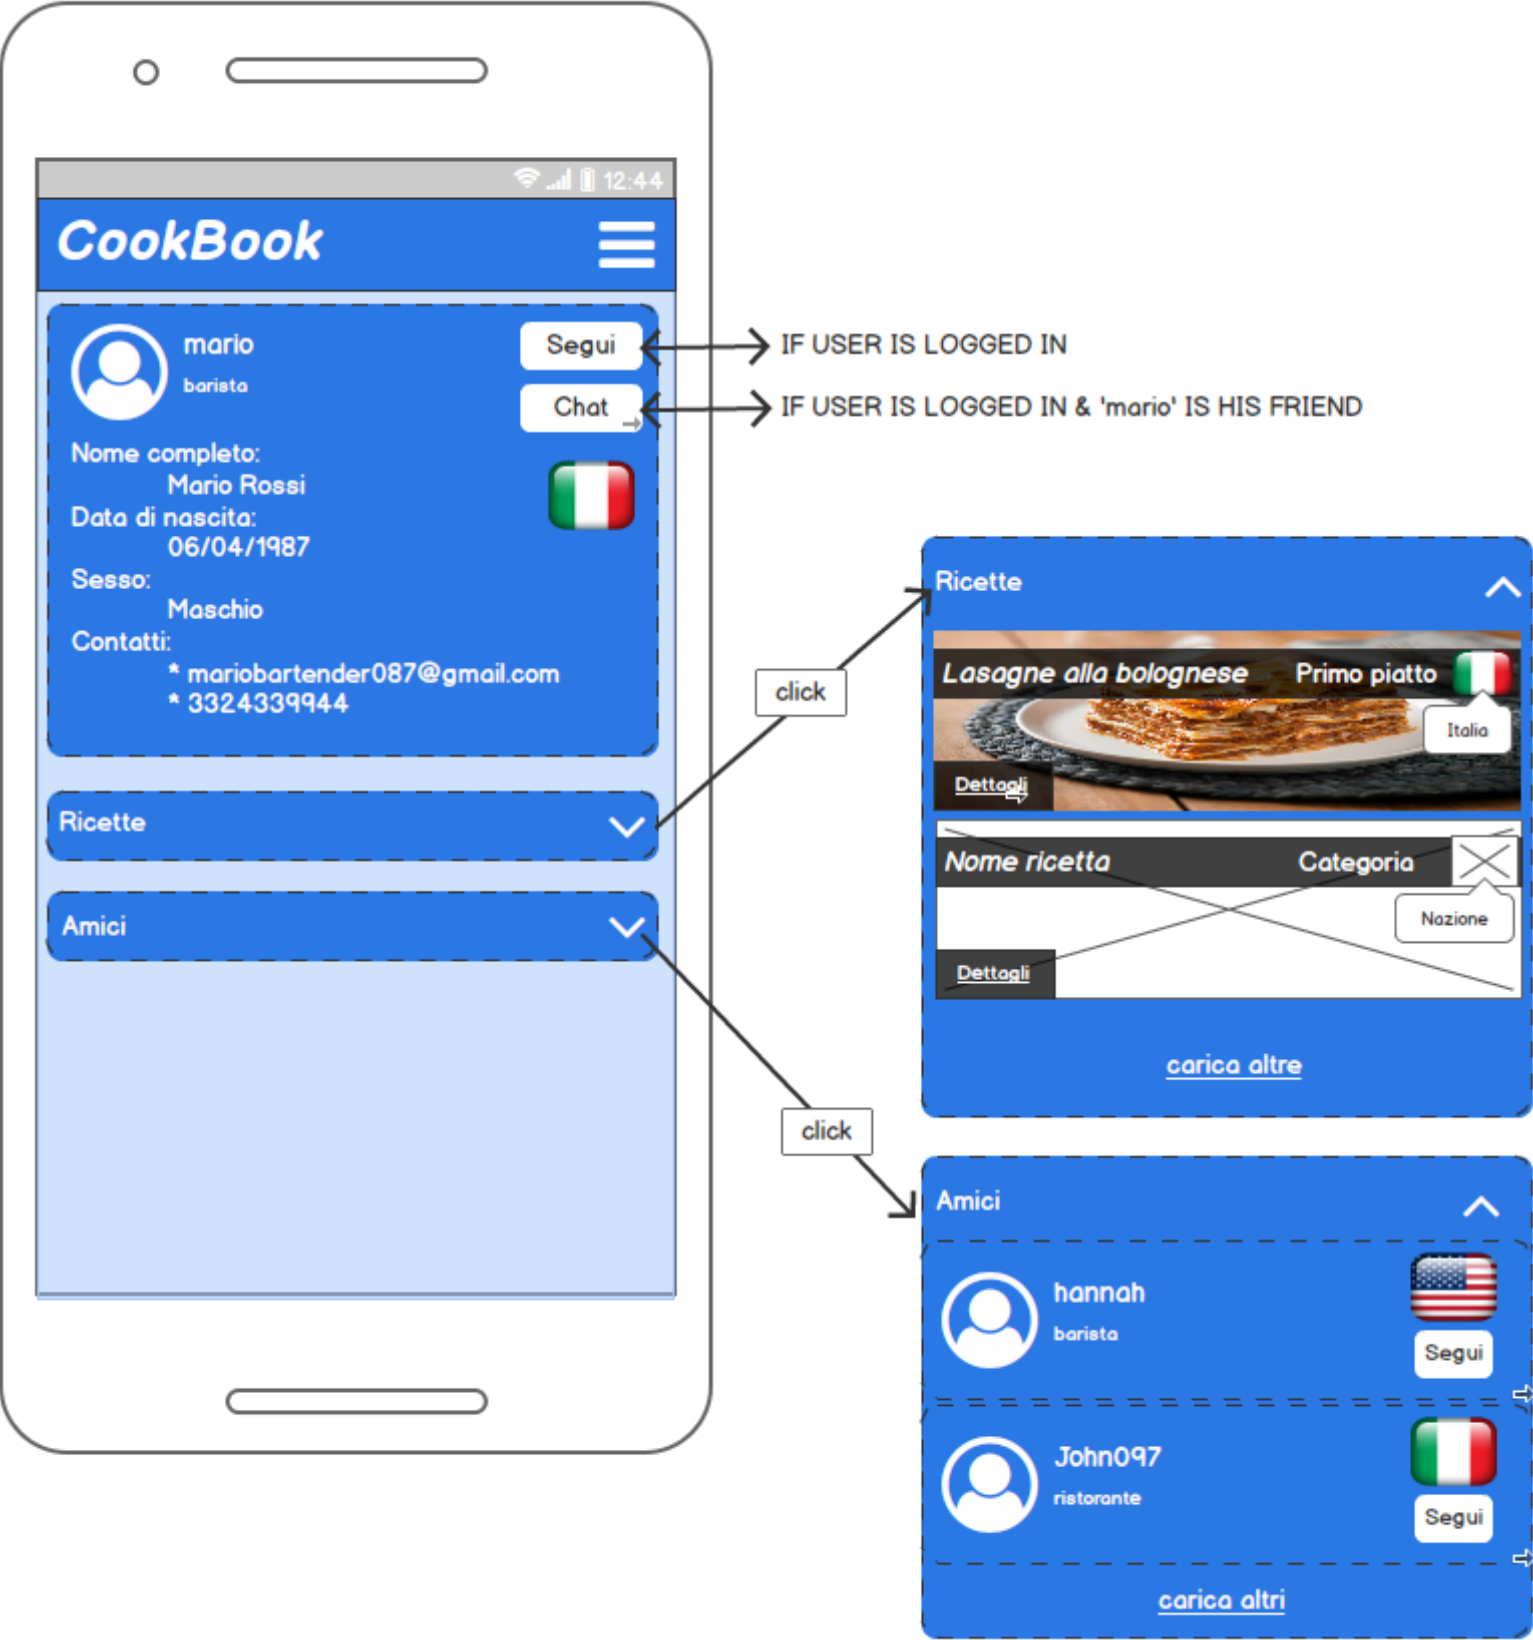 12:44
CookBook
mario
barista
Segui
Chat
Nome completo:
Mario Rossi
Data di nascita:
06/04/1987
Sesso:
Maschio
Contatti:
* mariobartender087@gmail.com
* 3324339944
Ricette
Amici
IF USER IS LOGGED IN
IF USER IS LOGGED IN & 'mario' IS HIS FRIEND
click
click
Ricette
Lasagne alla bolognese Primo piatto
Italia
Dettagli
Nome ricetta Categoria
Nazione
Dettagli
carica altre
Amici
hannah
barista
Segui
John097
ristorante
Segui
carica altri